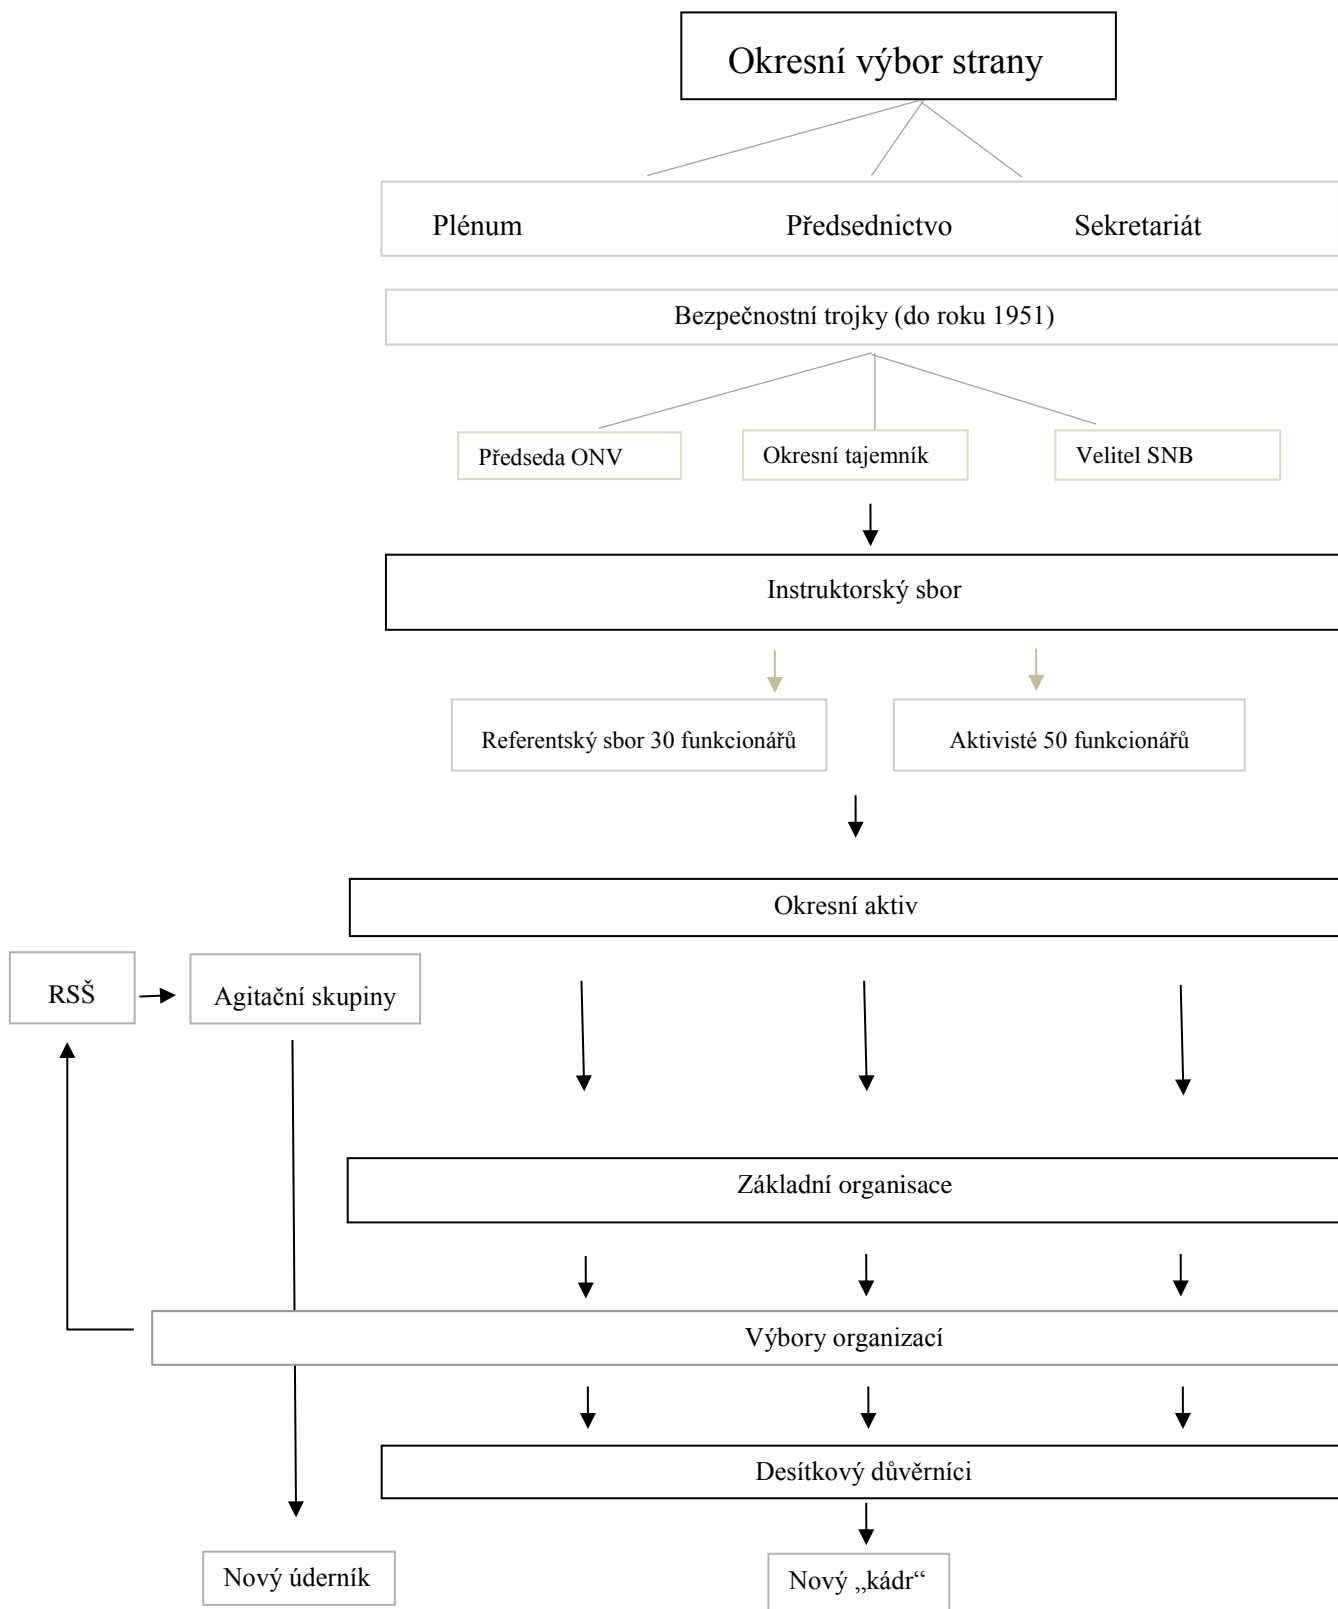 Okresní výbor strany
Plénum Předsednictvo Sekretariát
Bezpečnostní trojky (do roku 1951)
Předseda ONV
Okresní tajemník
Velitel SNB
Instruktorský sbor
Referentský sbor 30 funkcionářů
Aktivisté 50 funkcionářů
Okresní aktiv
RSŠ
Agitační skupiny
Základní organisace
Výbory organizací
Desítkový důvěrníci
Nový úderník
Nový „kádr“